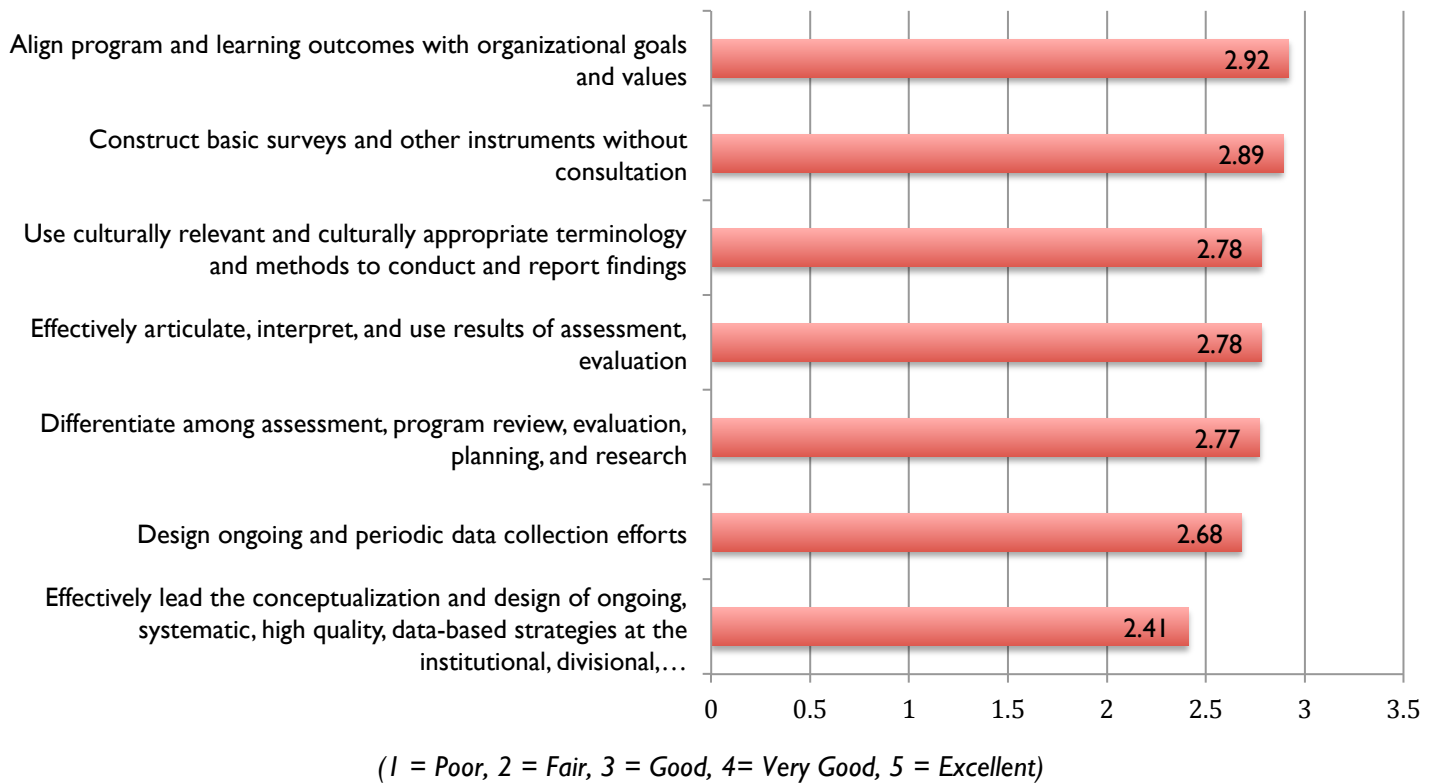 Align program and learning outcomes with organizational goals
and values
2.92
Construct basic surveys and other instruments without
consultation
2.89
Use culturally relevant and culturally appropriate terminology
and methods to conduct and report findings
2.78
Effectively articulate, interpret, and use results of assessment,
evaluation
2.78
Differentiate among assessment, program review, evaluation,
planning, and research
2.77
Design ongoing and periodic data collection efforts
2.68
Effectively lead the conceptualization and design of ongoing,
systematic, high quality, data-based strategies at the
institutional, divisional,…
2.41
0 0.5 1 1.5 2 2.5 3 3.5
(1 = Poor, 2 = Fair, 3 = Good, 4= Very Good, 5 = Excellent)